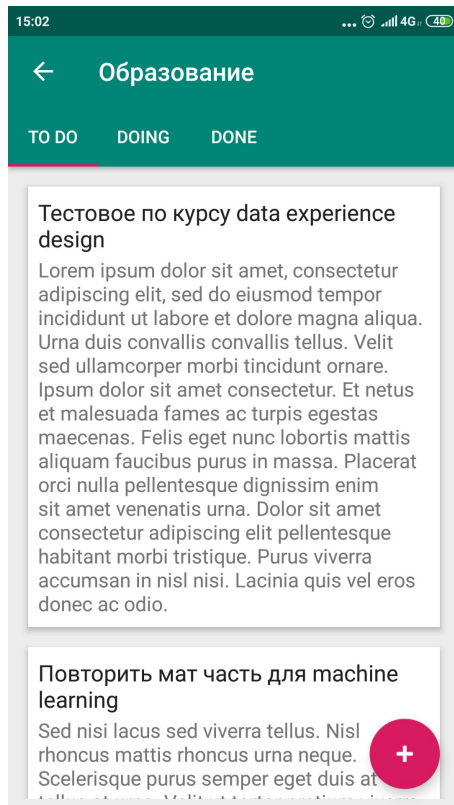 15:02
4G 40
Образование
TO DO DOING DONE
Тестовое по курсу data experience
design
Lorem ipsum dolor sit amet, consectetur
adipiscing elit, sed do eiusmod tempor
incididunt ut labore et dolore magna aliqua.
Urna duis convallis convallis tellus. Velit
sed ullamcorper morbi tincidunt ornare.
Ipsum dolor sit amet consectetur. Et netus
et malesuada fames ac turpis egestas
maecenas. Felis eget nunc lobortis mattis
aliquam faucibus purus in massa. Placerat
orci nulla pellentesque dignissim enim
sit amet venenatis urna. Dolor sit amet
consectetur adipiscing elit pellentesque
habitant morbi tristique. Purus viverra
accumsan in nisl nisi. Lacinia quis vel eros
donec ac odio.
Повторить мат часть для machine
learning
Sed nisi lacus sed viverra tellus. Nisl
rhoncus mattis rhoncus urna neque.
Scelerisque purus semper eget duis at